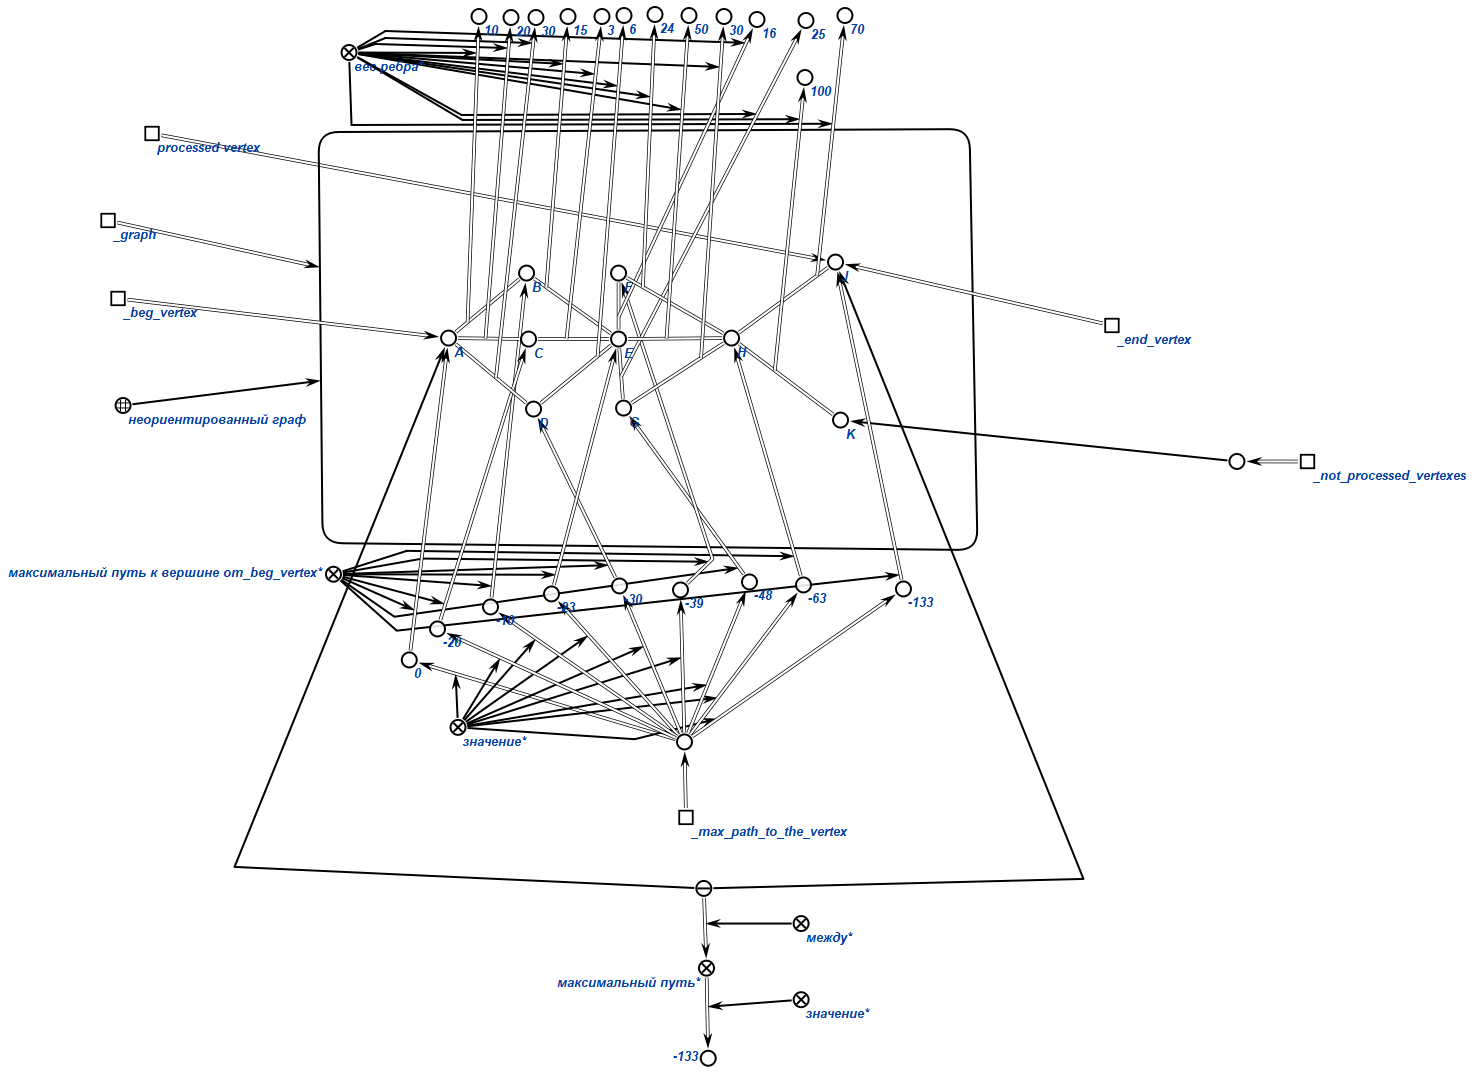 10 20 30 15 3 6 24 50 30 16 25 70
вес ребра*
100
processed vertex
_graph
_beg_vertex
B F I
_end_vertex
A C E H
D G K
неориентированный граф
_not_processed_vertexes
максимальный путь к вершине от_beg_vertex*
-20 -10 -33 -30 -39 -48 -63 -133
0
значение*
_max_path_to_the_vertex
между*
максимальный путь*
значение*
-133